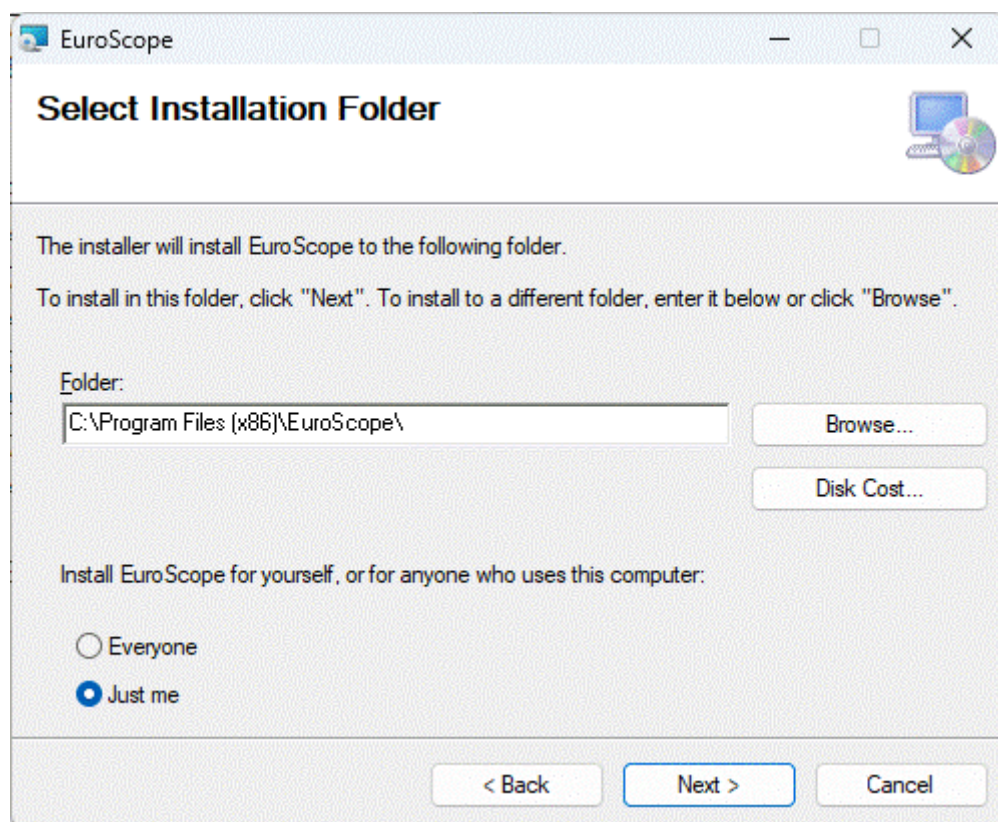 EuroScope
Select Installation Folder
The installer will install EuroScope to the following folder.
To install in this folder, click "Next". To install to a different folder, enter it below or click "Browse".
Folder:
C:\Program Files (x86)\EuroScope\
Browse...
Disk Cost...
Install EuroScope for yourself, or for anyone who uses this computer:
Everyone
Just me
< Back
Next >
Cancel